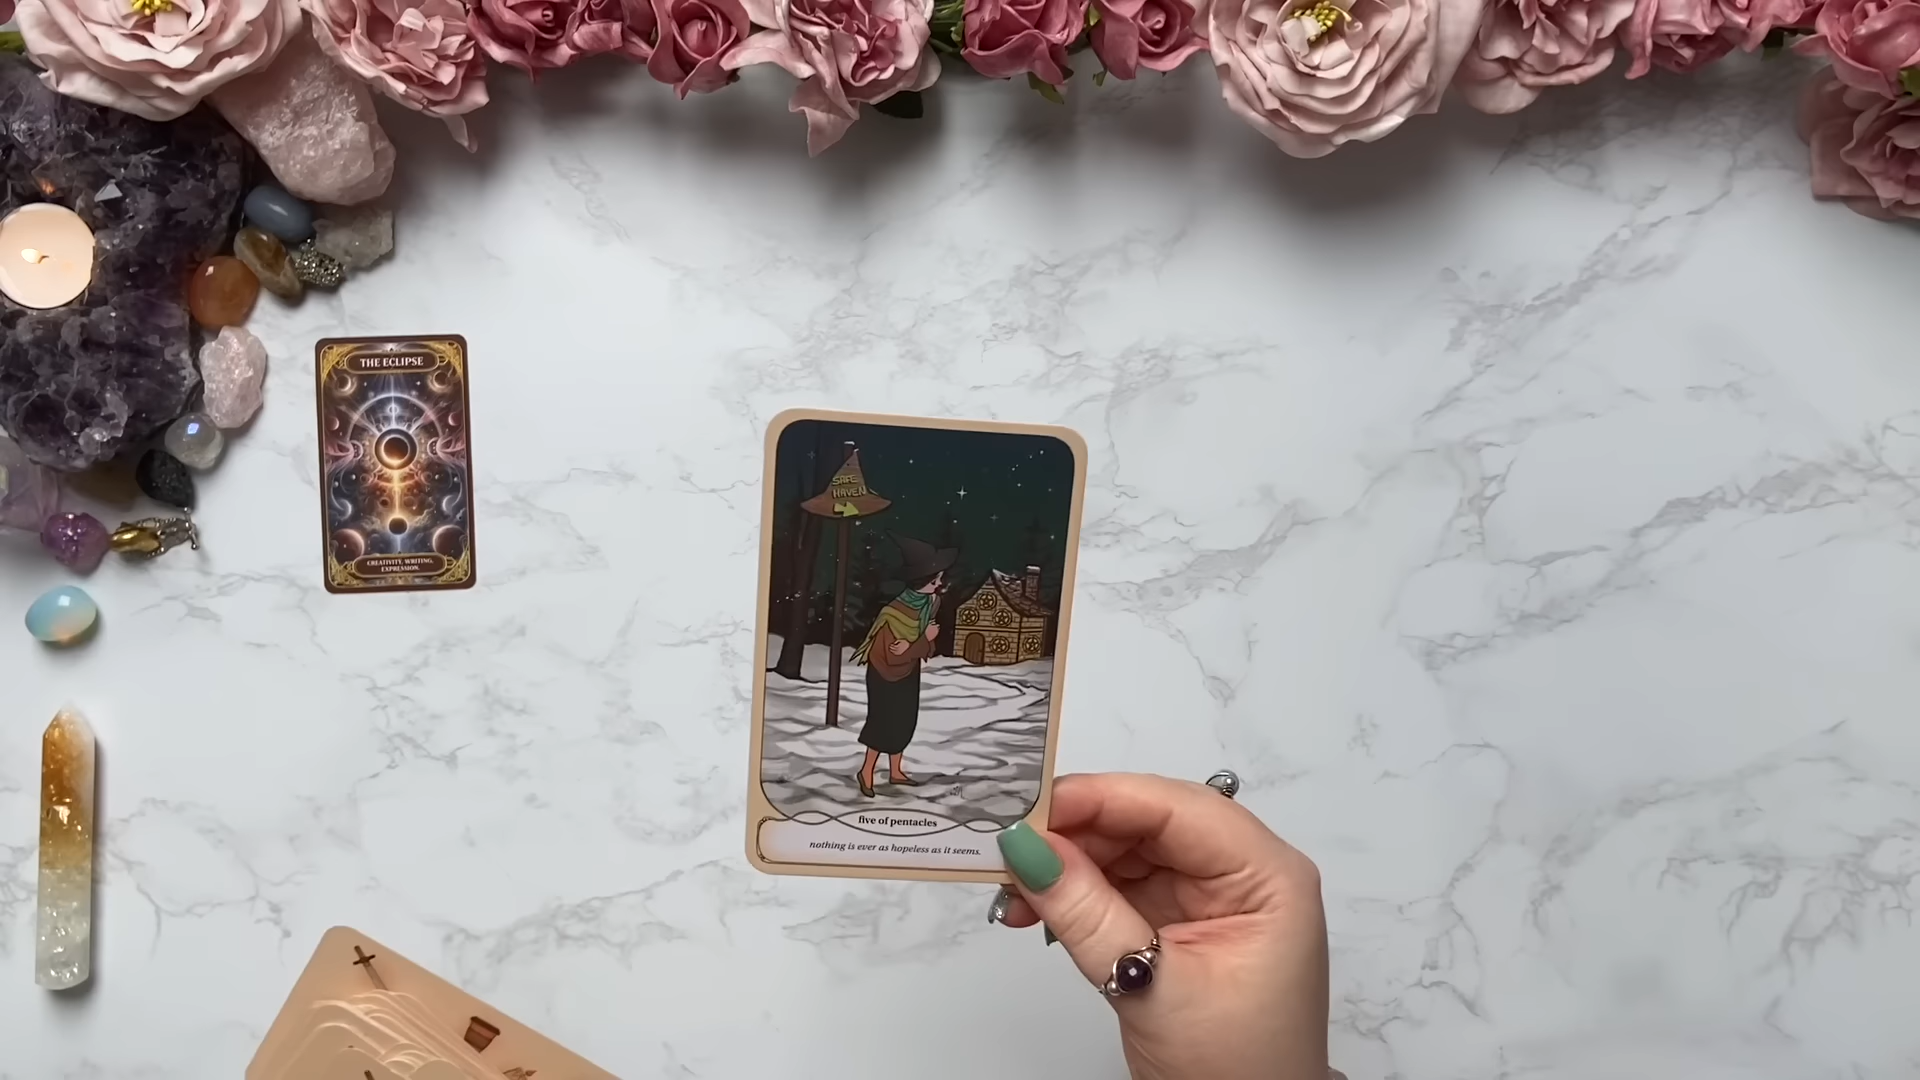 THE ECLIPSE
CREATIVITY, WRITING,
EXPRESSION.
SAFE
HAVEN
five of pentacles
nothing is ever as hopeless as it seems.